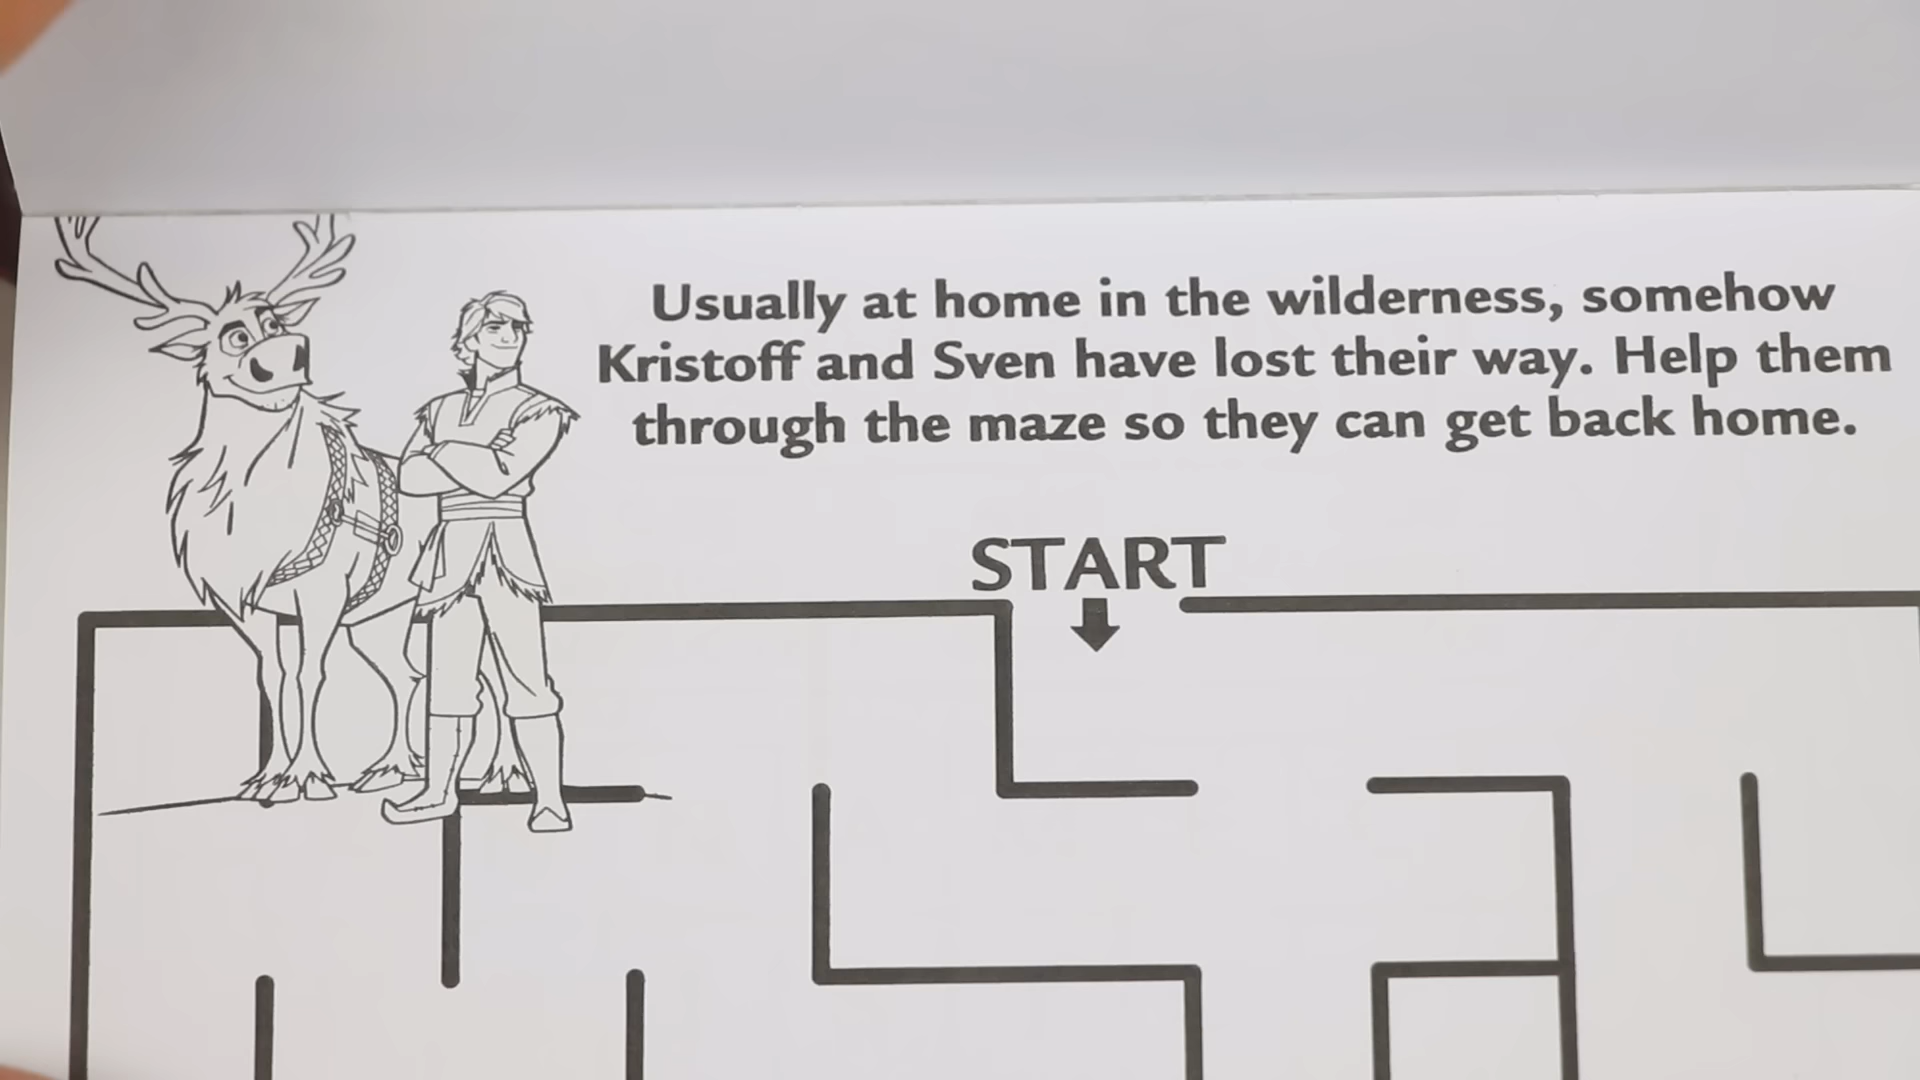 Usually at home in the wilderness, somehow
Kristoff and Sven have lost their way. Help them
through the maze so they can get back home.
START